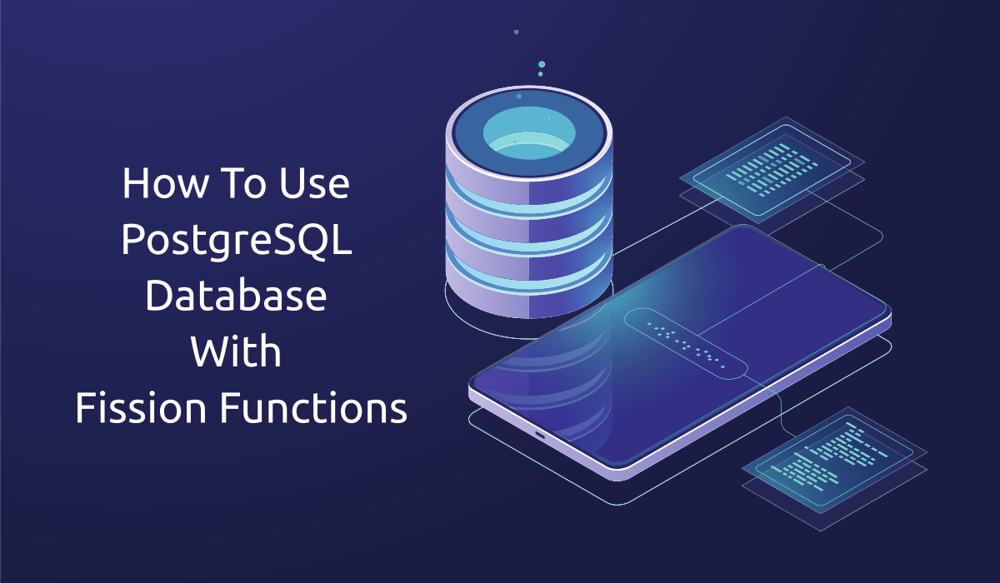 How To Use
PostgreSQL
Database
With
Fission Functions